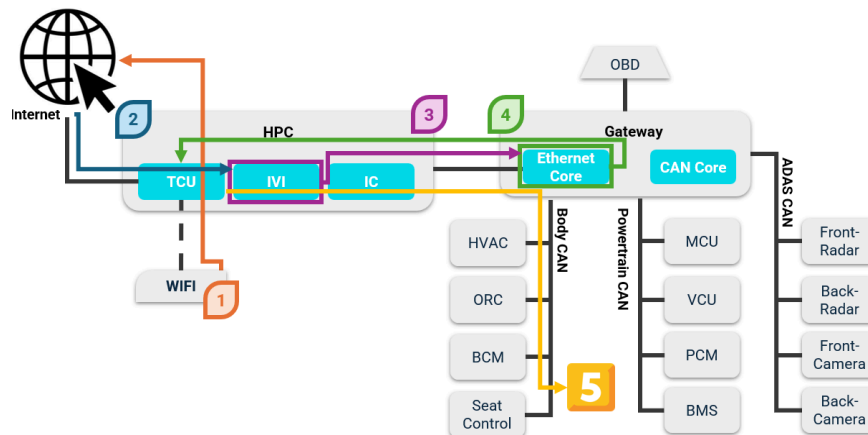 OBD
Internet
2
HPC
3
4
Gateway
TCU
IVI
IC
Ethernet
Core
CAN Core
ADAS CAN
WIFI
1
Body CAN
Powertrain CAN
HVAC
ORC
BCM
Seat
Control
5
MCU
VCU
PCM
BMS
Front-
Radar
Back-
Radar
Front-
Camera
Back-
Camera